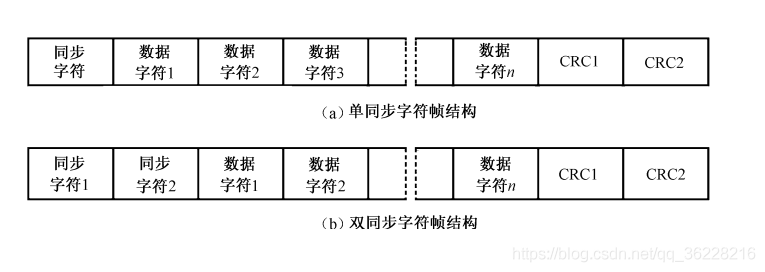 同步 数据 数据 数据 数据
字符 字符1 字符2 字符3 字符n CRC1 CRC2
(a)单同步字符帧结构
同步 同步 数据 数据 数据
字符1 字符2 字符1 字符2 字符n CRC1 CRC2
(b)双同步字符帧结构
https://blog.csdn.net/qq_36228216